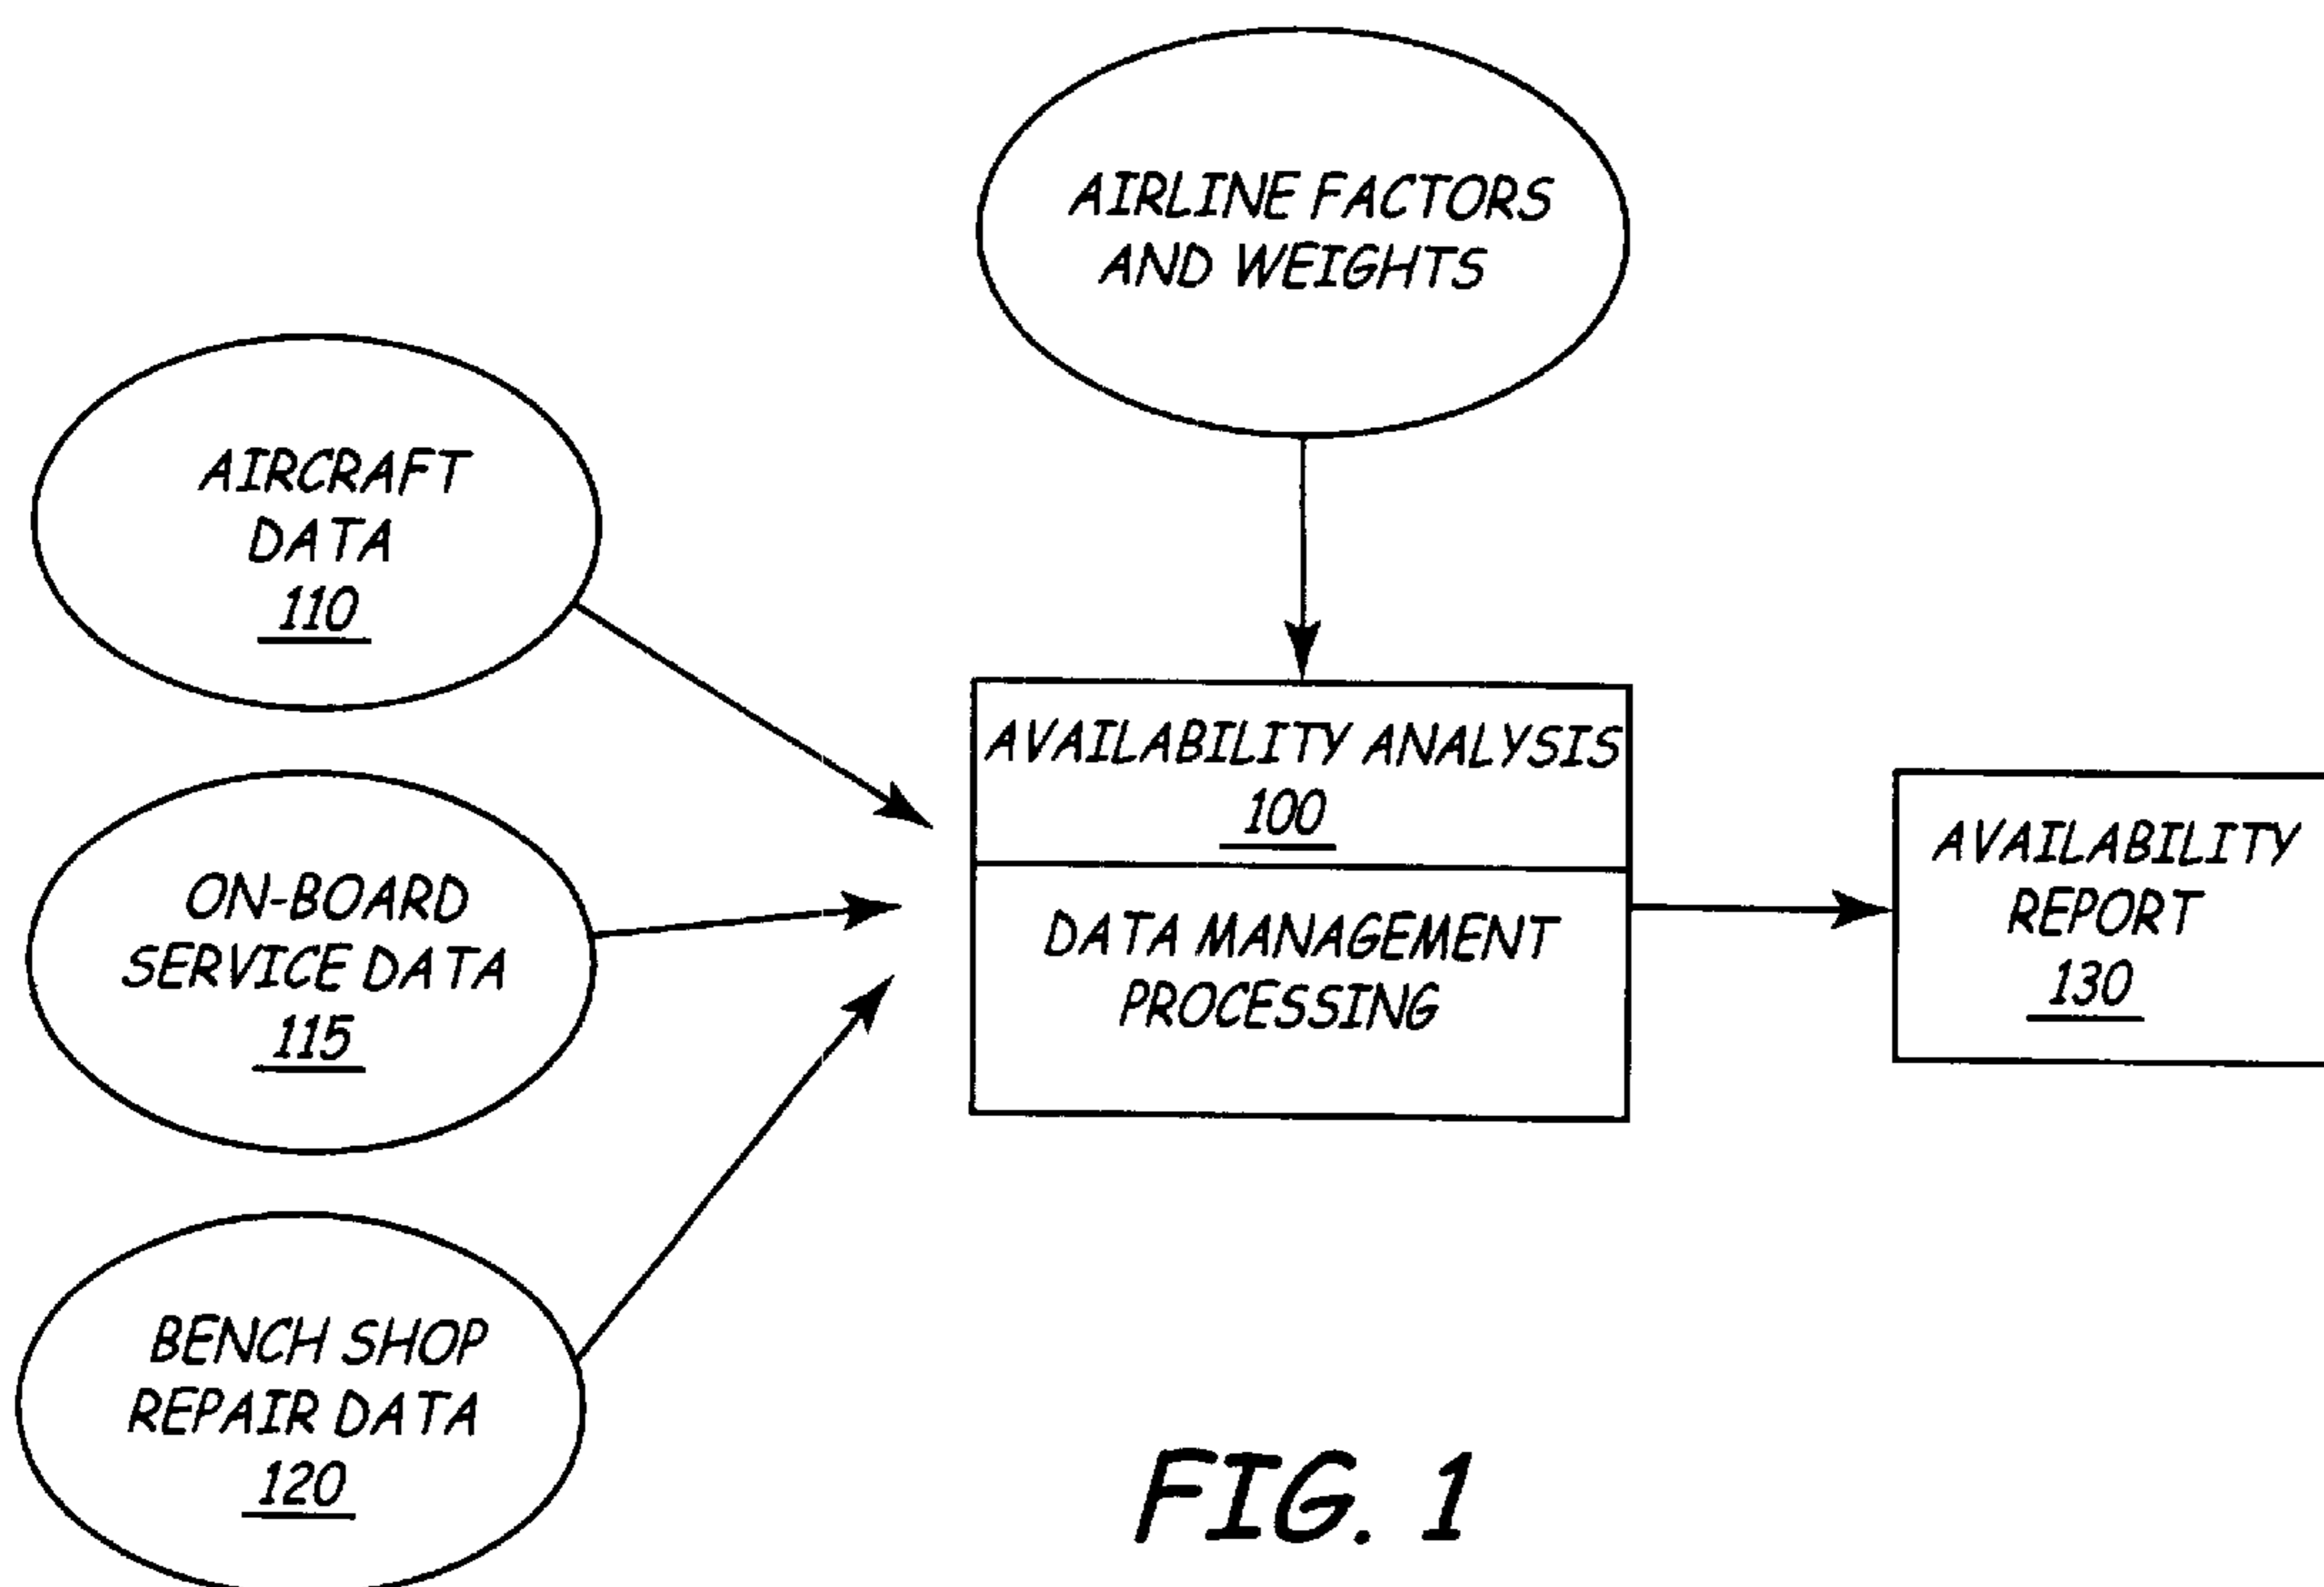 AIRLINE FACTORS
AND WEIGHTS
AIRCRAFT
DATA
110
ON-BOARD
SERVICE DATA
115
BENCH SHOP
REPAIR DATA
120
AVAILABILITY ANALYSIS
100
DATA MANAGEMENT
PROCESSING
AVAILABILITY
REPORT
130
FIG. 1